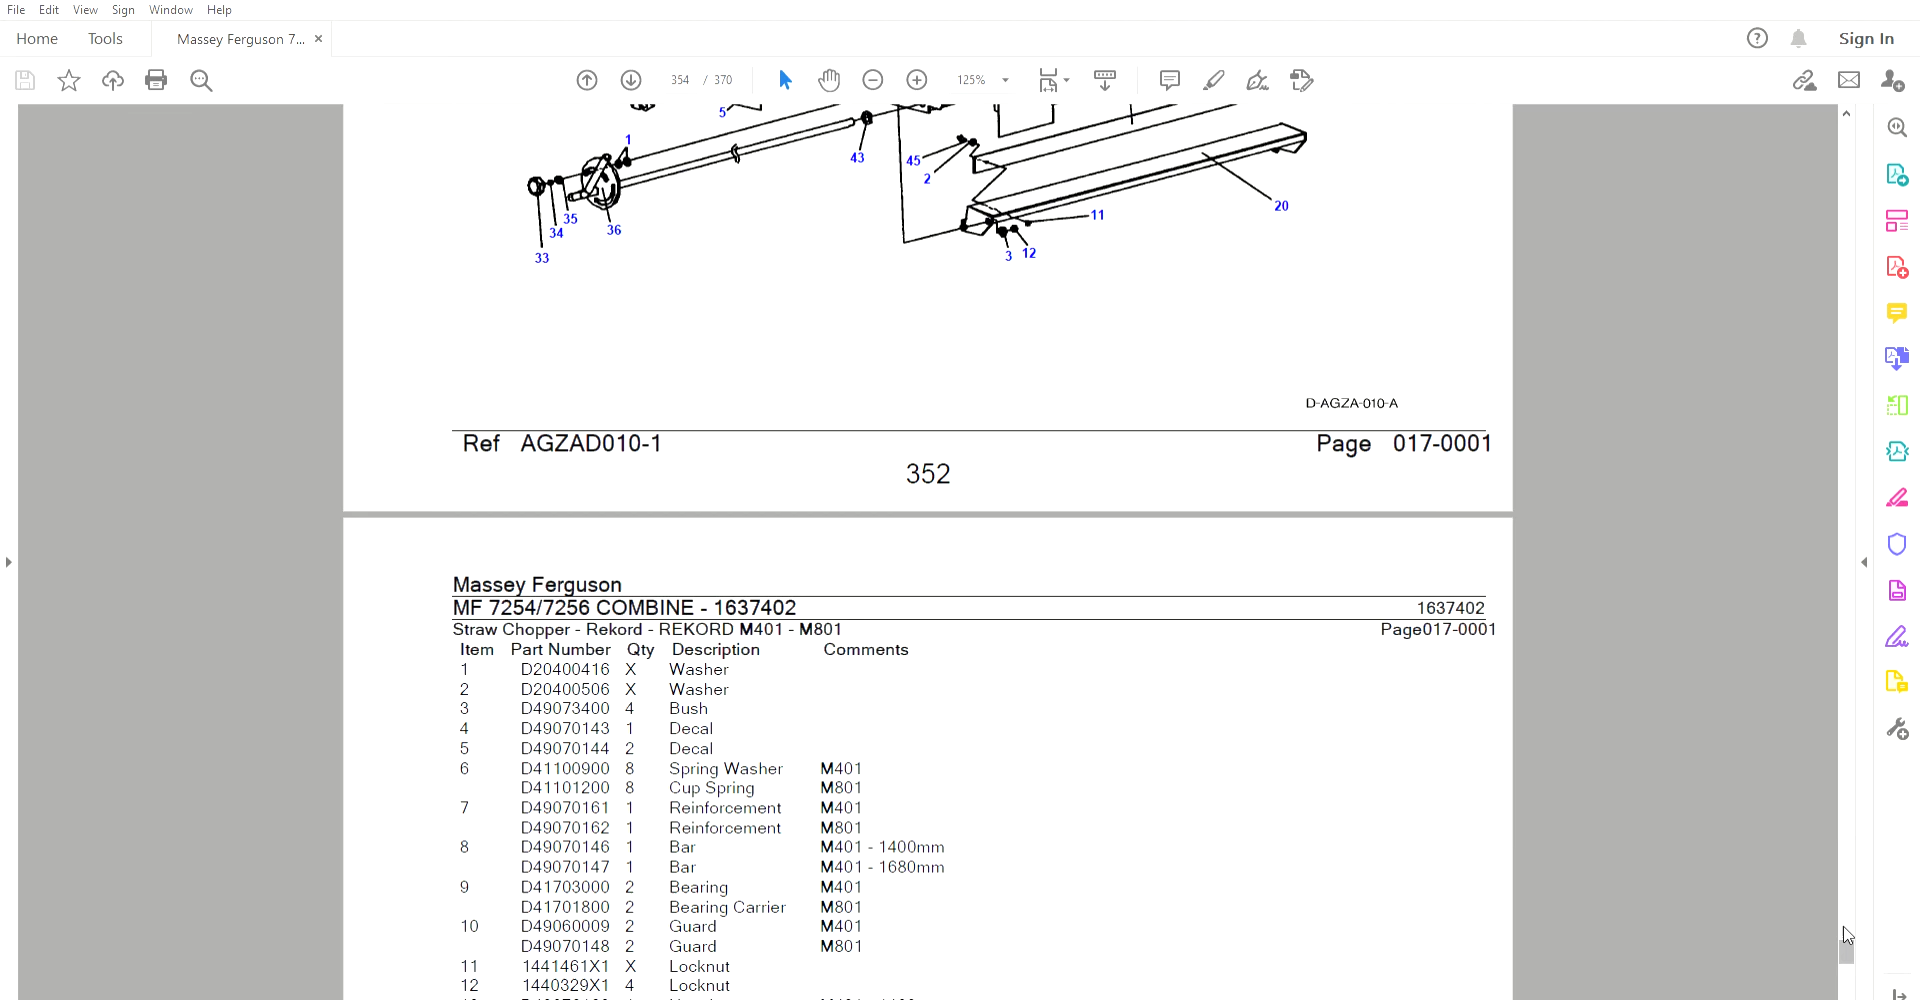 File Edit View Sign Window Help
Home Tools Massey Ferguson 7... ×
Sign In
354 / 370 125%
5
1
43
45
2
35
34
36
33
11
20
3 12
D-AGZA-010-A
Ref AGZAD010-1 Page 017-0001
352
Massey Ferguson
MF 7254/7256 COMBINE - 1637402 1637402
Straw Chopper - Rekord - REKORD M401 - M801 Page017-0001
Item Part Number Qty Description Comments
1 D20400416 X Washer
2 D20400506 X Washer
3 D49073400 4 Bush
4 D49070143 1 Decal
5 D49070144 2 Decal
6 D41100900 8 Spring Washer M401
D41101200 8 Cup Spring M801
7 D49070161 1 Reinforcement M401
D49070162 1 Reinforcement M801
8 D49070146 1 Bar M401 - 1400mm
D49070147 1 Bar M401 - 1680mm
9 D41703000 2 Bearing M401
D41701800 2 Bearing Carrier M801
10 D49060009 2 Guard M401
D49070148 2 Guard M801
11 1441461X1 X Locknut
12 1440329X1 4 Locknut